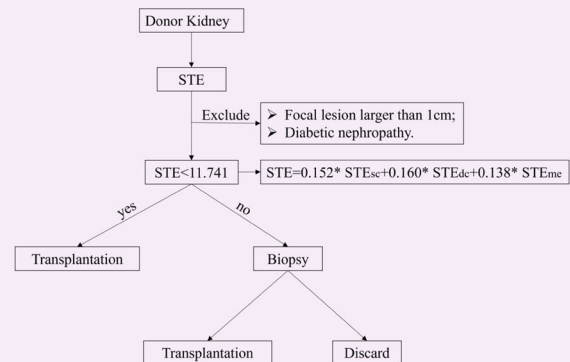 Donor Kidney
STE
Exclude
➢ Focal lesion larger than 1cm;
➢ Diabetic nephropathy.
STE<11.741
STE=0.152* STEsc+0.160* STEdc+0.138* STEme
yes
no
Transplantation
Biopsy
Transplantation
Discard